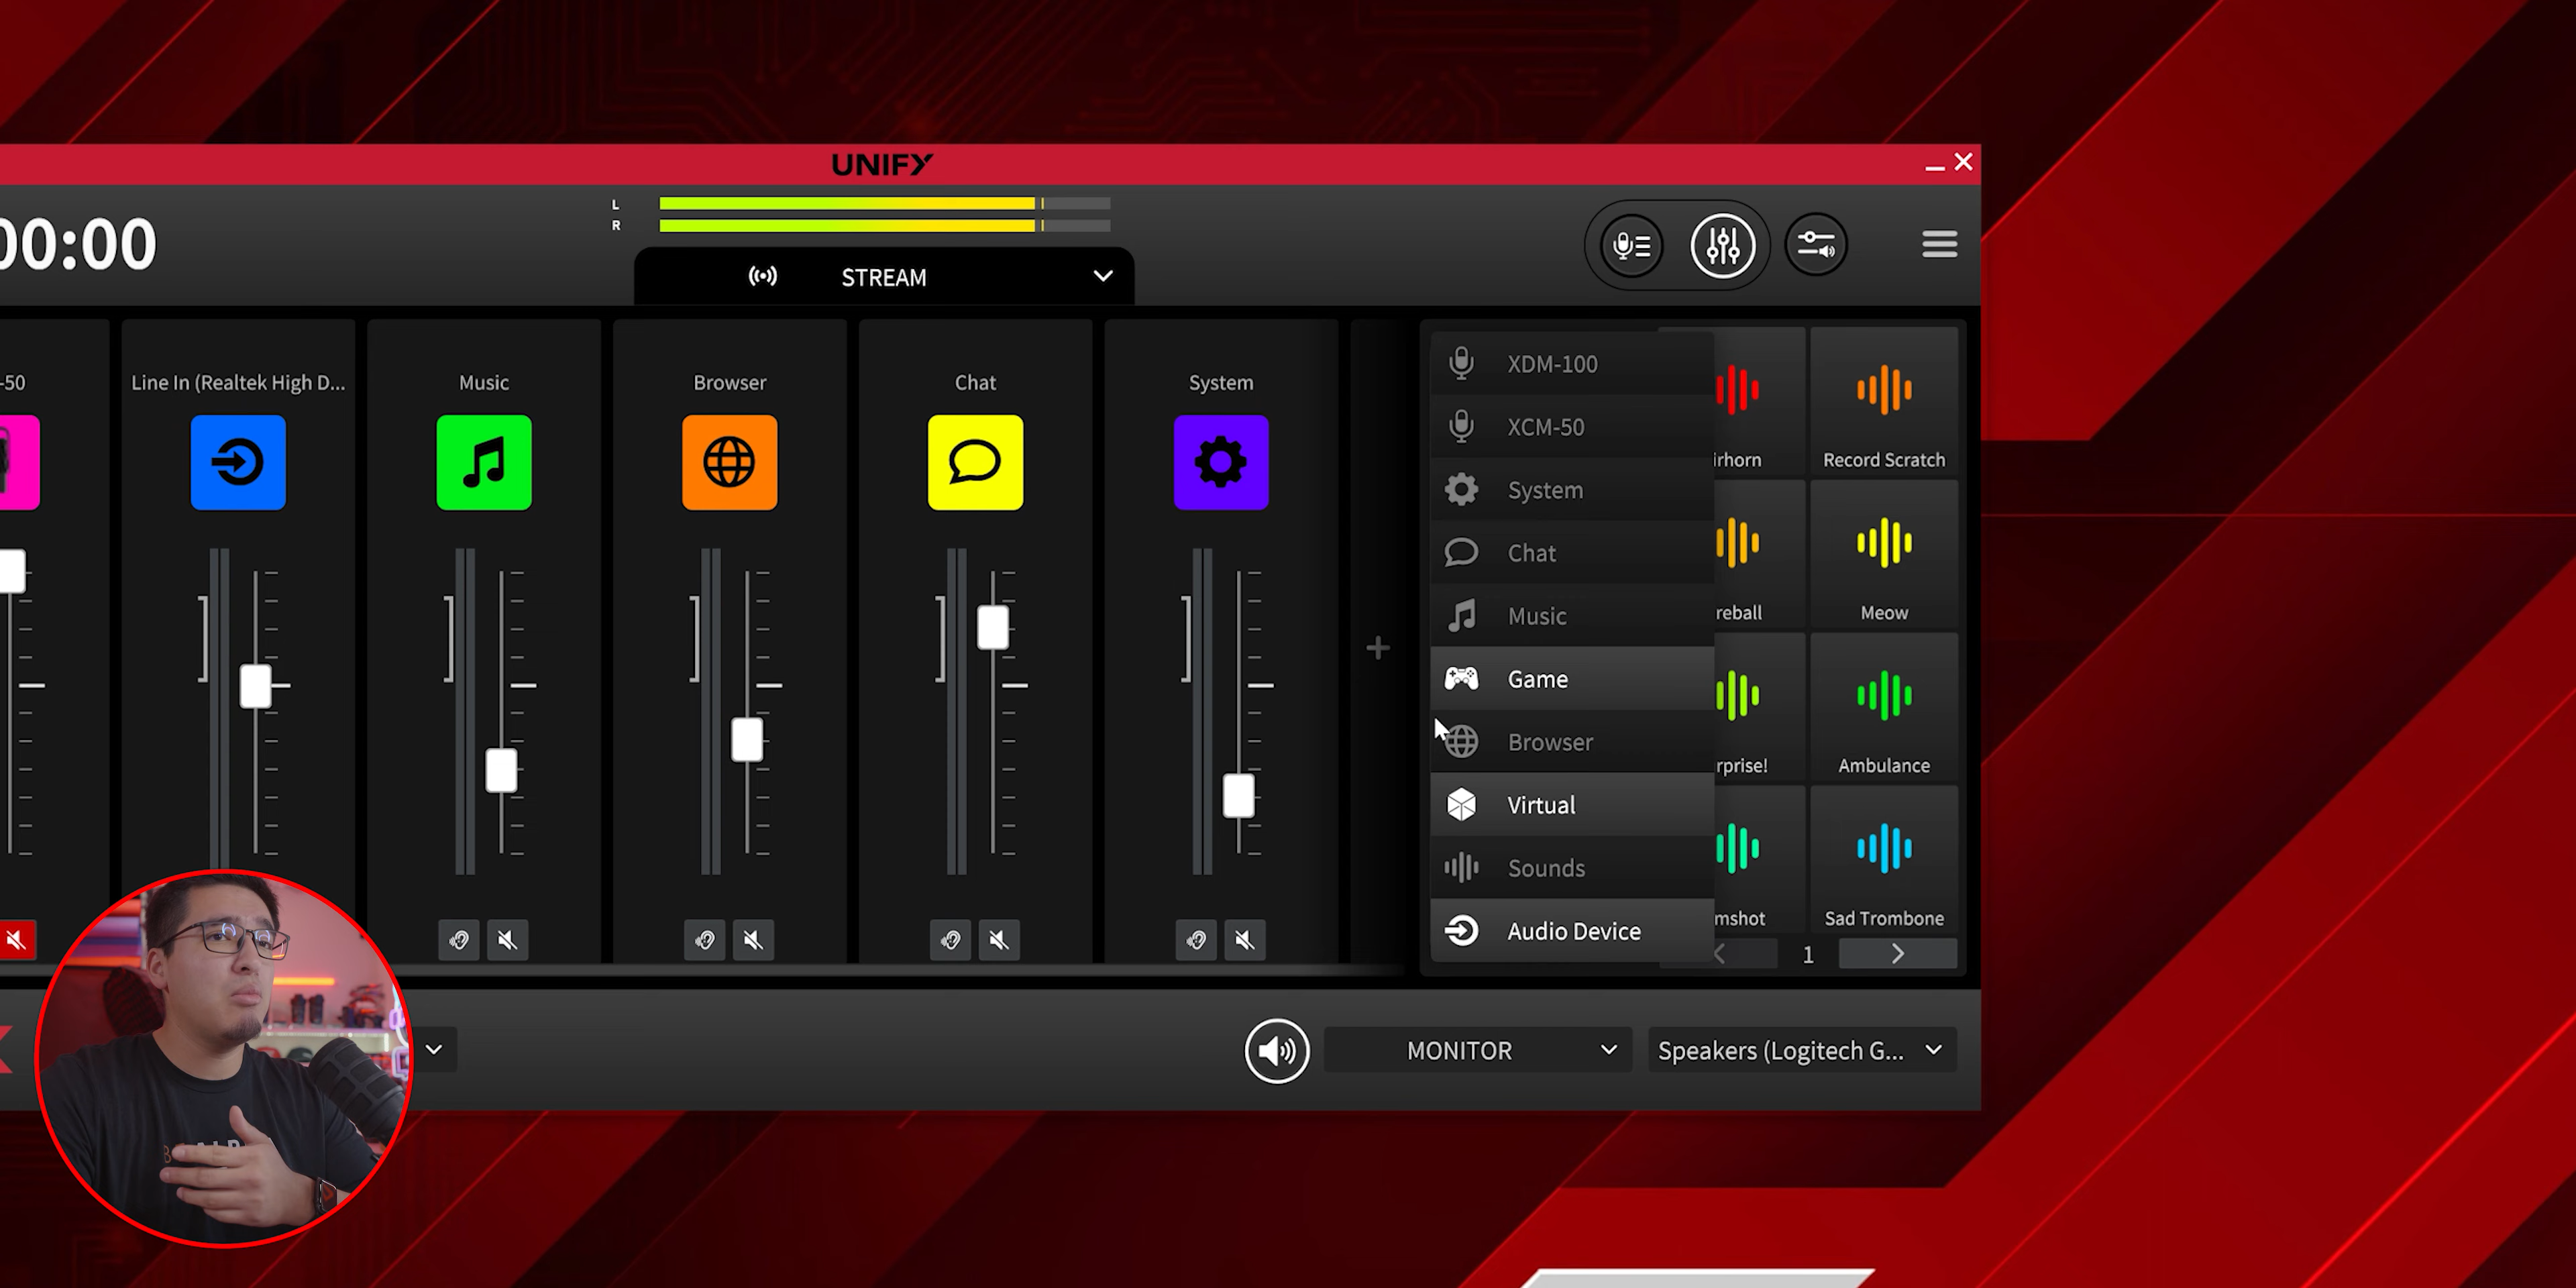 UNIFY
L
R
00:00
STREAM
-50
Line In (Realtek High D...
Music
Browser
Chat
System
XDM-100
XCM-50
System
Chat
Music
Game
Browser
Virtual
Sounds
Audio Device
irhorn
Record Scratch
reball
Meow
rprise!
Ambulance
mshot
Sad Trombone
1
MONITOR
Speakers (Logitech G...